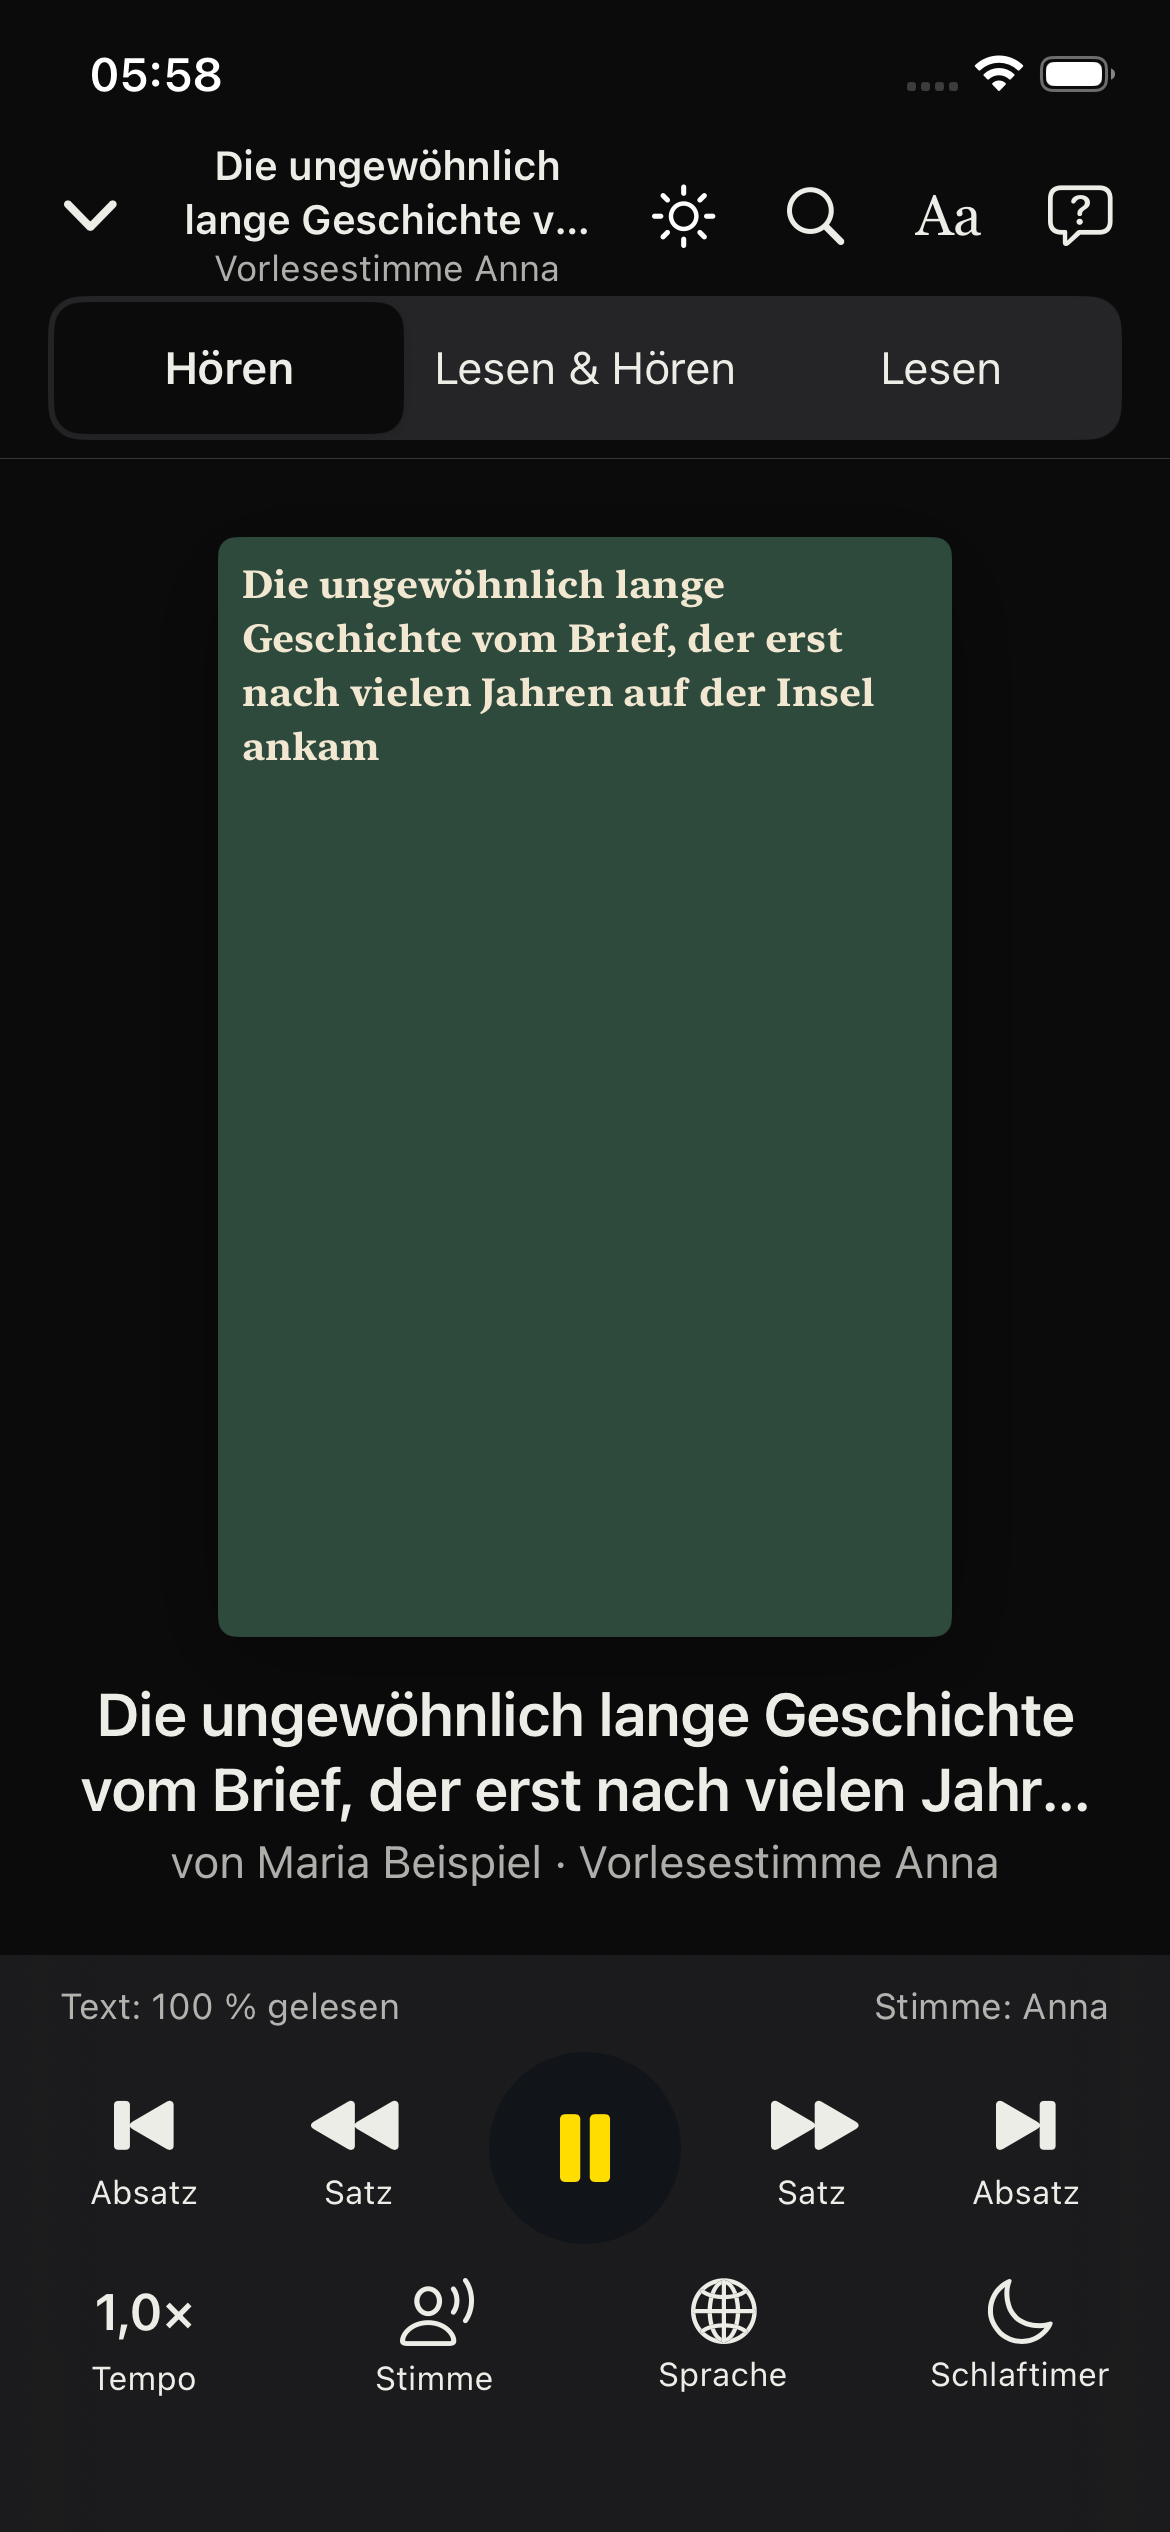 05:58
Die ungewöhnlich
lange Geschichte v...
Vorlesestimme Anna
Aa
?
Hören
Lesen & Hören
Lesen
Die ungewöhnlich lange
Geschichte vom Brief, der erst
nach vielen Jahren auf der Insel
ankam
Die ungewöhnlich lange Geschichte
vom Brief, der erst nach vielen Jahr...
von Maria Beispiel · Vorlesestimme Anna
Text: 100 % gelesen
Stimme: Anna
Absatz
Satz
Satz
Absatz
1,0×
Tempo
Stimme
Sprache
Schlaftimer